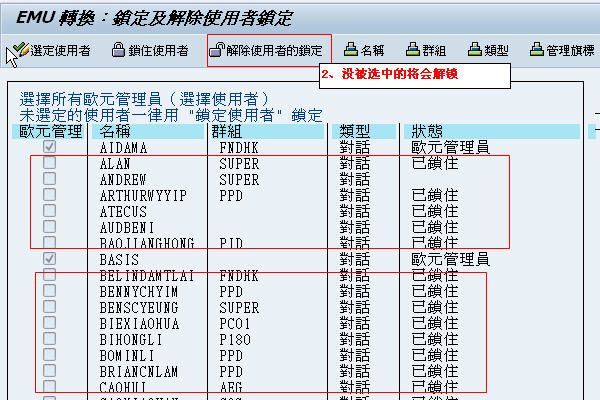 EMU 轉換：鎖定及解除使用者鎖定
選定使用者 鎖住使用者 解除使用者的鎖定 名稱 群組 類型 管理旗標
2、没被选中的将会解锁
選擇所有歐元管理員 ( 選擇使用者 )
未選定的使用者一律用 "鎖定使用者" 鎖定
歐元管理 名稱 群組 類型 狀態
AIDAMA FNDHK 對話 歐元管理員
ALAN SUPER 對話 已鎖住
ANDREW SUPER 對話
ARTHURWYYIP PPD 對話 已鎖住
ATECUS 對話 已鎖住
AUDBENI 對話 已鎖住
BAOJIANGHONG PID 對話 已鎖住
BASIS 對話 歐元管理員
BELINDAMTLAI FNDHK 對話 已鎖住
BENNYCHYIM PPD 對話 已鎖住
BENSCYEUNG SUPER 對話 已鎖住
BIEXIAOHUA PCO1 對話 已鎖住
BIHONGLI P180 對話 已鎖住
BOMINLI PPD 對話 已鎖住
BRIANCNLAM PPD 對話 已鎖住
CAOHUI AEG 對話 已鎖住